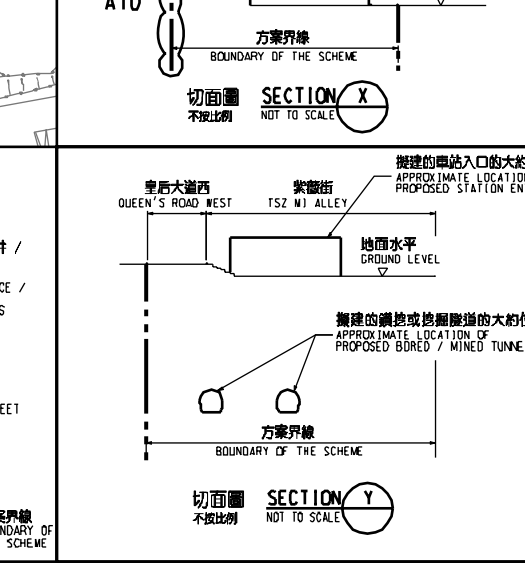 A10
方案界線
BOUNDARY OF THE SCHEME
切面圖 SECTION X
不按比例 NOT TO SCALE
擬建的車站入口的大約
APPROXIMATE LOCATION
PROPOSED STATION EN
皇后大道西
QUEEN'S ROAD WEST
紫薇街
TSZ MI ALLEY
地面水平
GROUND LEVEL
擬建的鑽挖或挖掘隧道的大約位
APPROXIMATE LOCATION OF
PROPOSED BORED / MINED TUNNE
方案界線
BOUNDARY OF THE SCHEME
切面圖 SECTION Y
不按比例 NOT TO SCALE
井 /
CE /
S
EET
案界線
NDARY OF
SCHEME